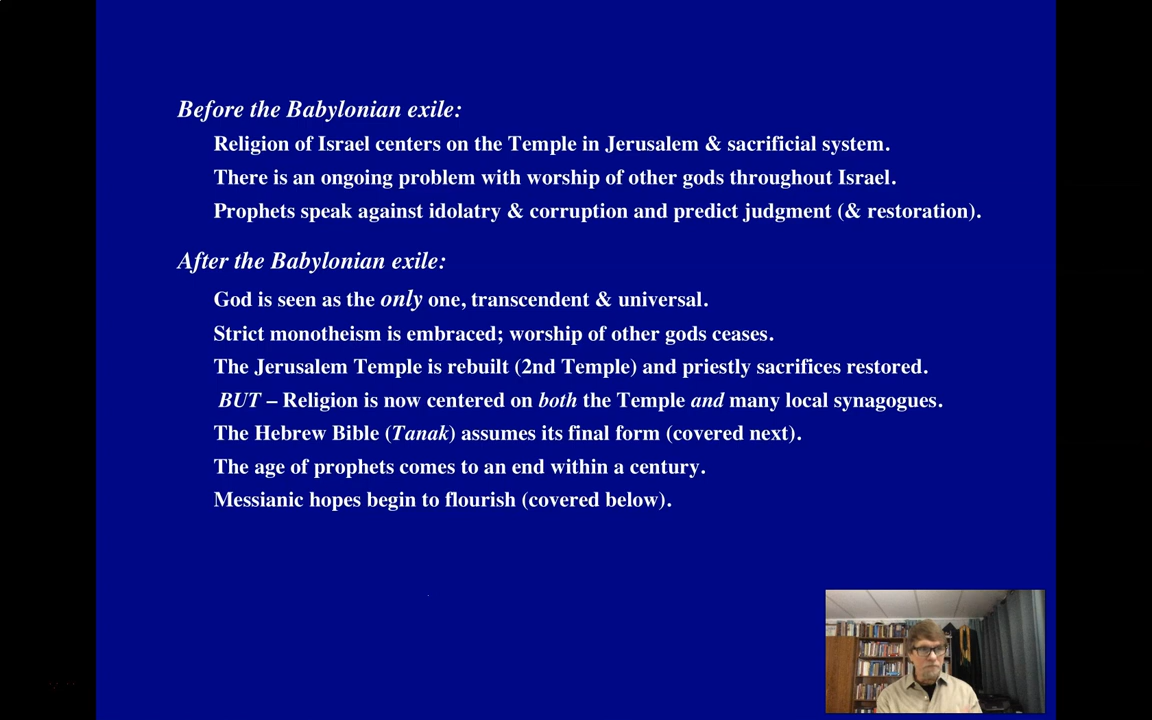 Before the Babylonian exile:
Religion of Israel centers on the Temple in Jerusalem & sacrificial system.
There is an ongoing problem with worship of other gods throughout Israel.
Prophets speak against idolatry & corruption and predict judgment (& restoration).
After the Babylonian exile:
God is seen as the only one, transcendent & universal.
Strict monotheism is embraced; worship of other gods ceases.
The Jerusalem Temple is rebuilt (2nd Temple) and priestly sacrifices restored.
BUT – Religion is now centered on both the Temple and many local synagogues.
The Hebrew Bible (Tanak) assumes its final form (covered next).
The age of prophets comes to an end within a century.
Messianic hopes begin to flourish (covered below).